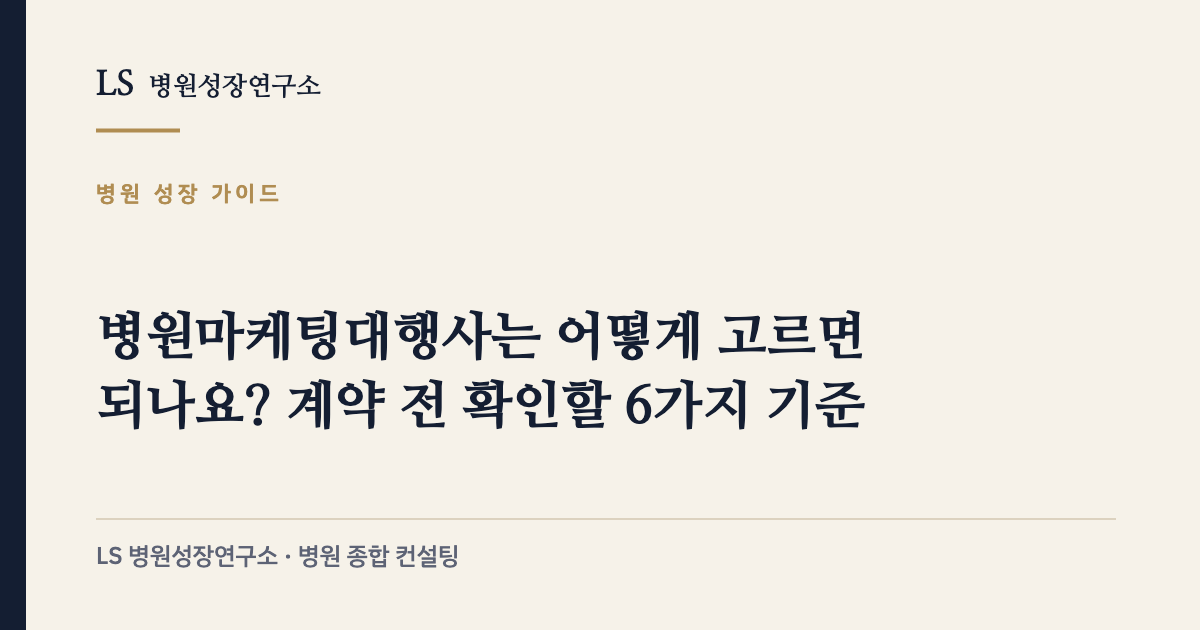 LS 병원성장연구소
병원 성장 가이드
병원마케팅대행사는 어떻게 고르면
되나요? 계약 전 확인할 6가지 기준
LS 병원성장연구소 · 병원 종합 컨설팅